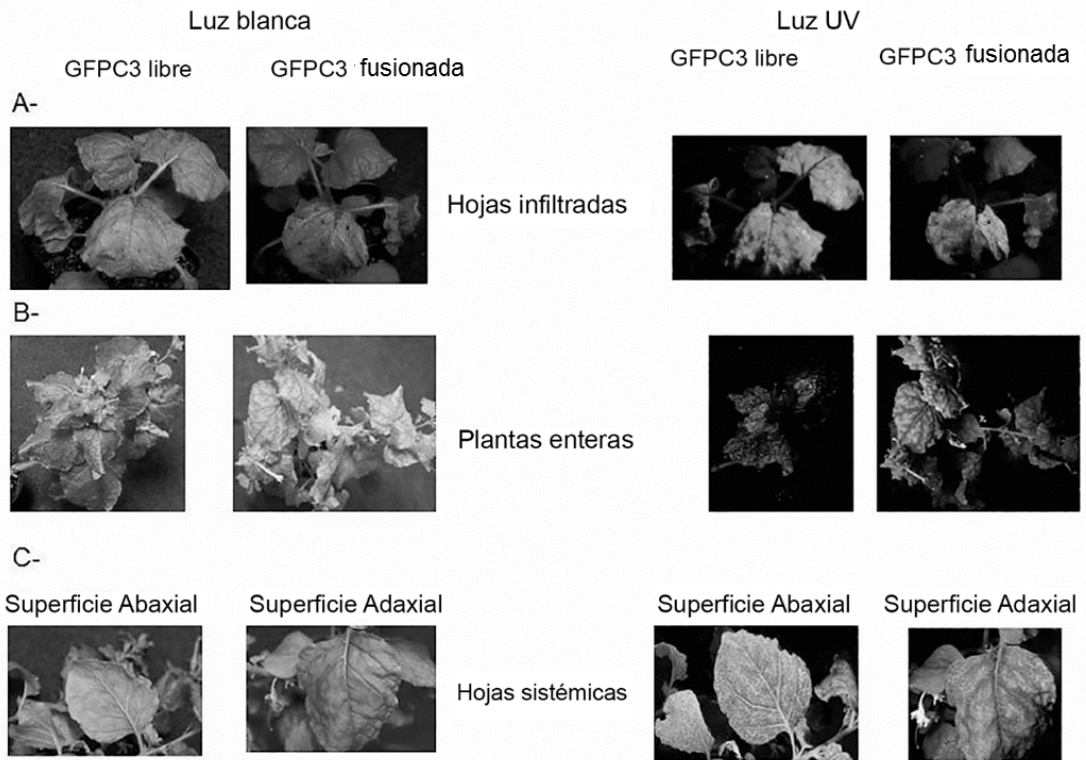 Luz blanca
Luz UV
GFPC3 libre
GFPC3 fusionada
GFPC3 libre
GFPC3 fusionada
A-
Hojas infiltradas
B-
Plantas enteras
C-
Superficie Abaxial
Superficie Adaxial
Superficie Abaxial
Superficie Adaxial
Hojas sistémicas